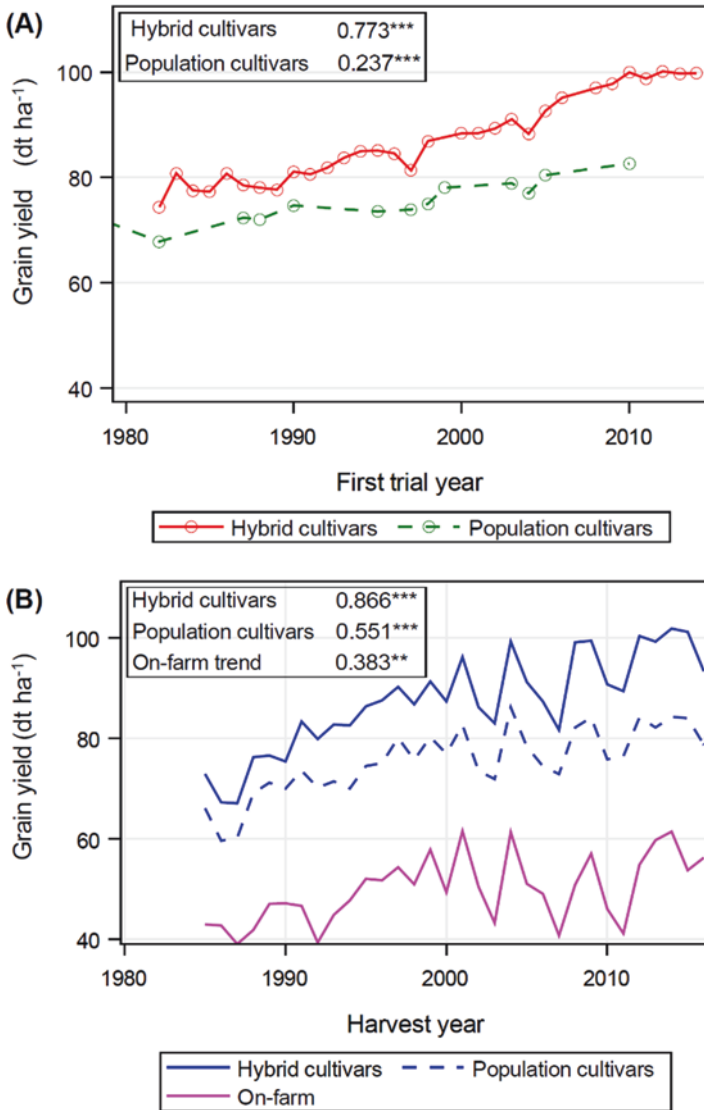 (A)
Hybrid cultivars 0.773***
Population cultivars 0.237***
Grain yield (dt ha⁻¹)
100
80
60
40
1980 1990 2000 2010
First trial year
Hybrid cultivars Population cultivars
(B)
Hybrid cultivars 0.866***
Population cultivars 0.551***
On-farm trend 0.383**
Grain yield (dt ha⁻¹)
100
80
60
40
1980 1990 2000 2010
Harvest year
Hybrid cultivars Population cultivars
On-farm